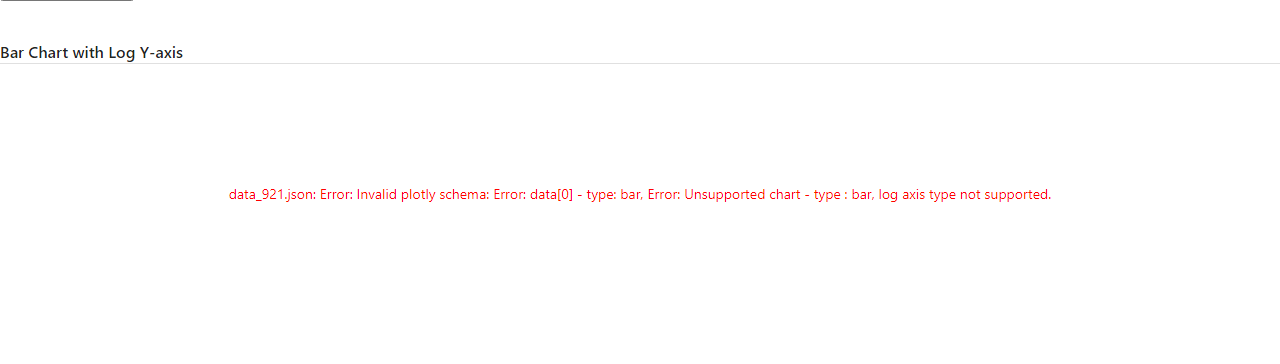 Bar Chart with Log Y-axis
data_921.json: Error: Invalid plotly schema: Error: data[0] - type: bar, Error: Unsupported chart - type : bar, log axis type not supported.